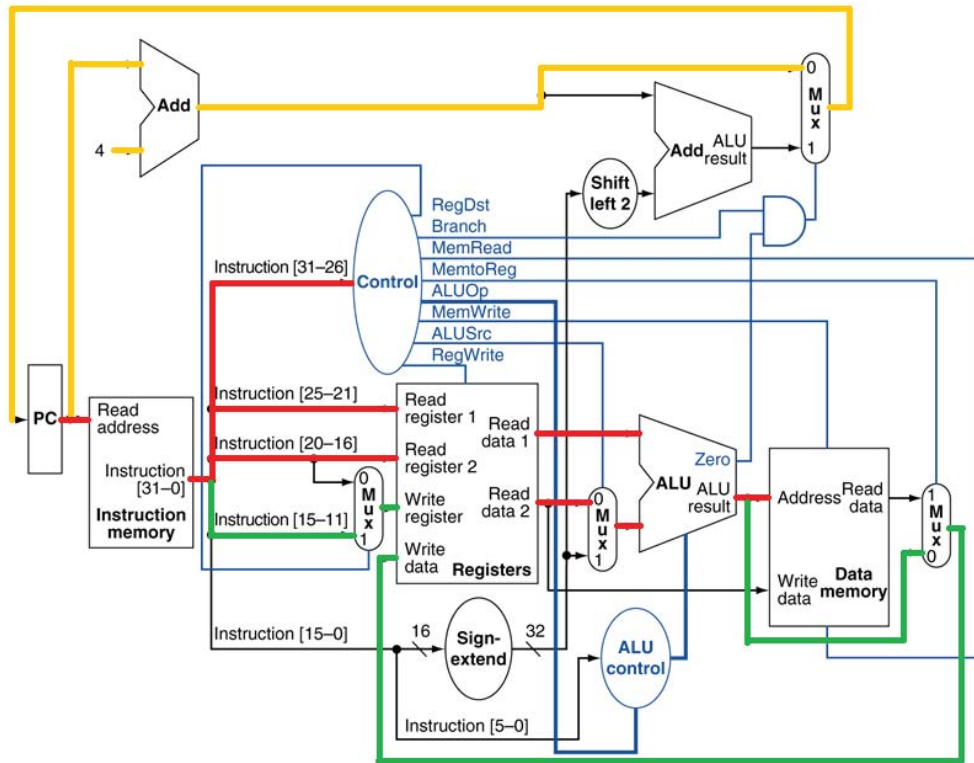 0
M
u
x
1
Add
4
Add
ALU
result
Shift
left 2
RegDst
Branch
MemRead
MemtoReg
ALUOp
MemWrite
ALUSrc
RegWrite
Control
Instruction [31–26]
Instruction [25–21]
Instruction [20–16]
Instruction [15–11]
Instruction [15–0]
Instruction [5–0]
PC
Read
address
Instruction
[31–0]
Instruction
memory
0
M
u
x
1
Read
register 1
Read
register 2
Write
register
Write
data
Read
data 1
Read
data 2
Registers
0
M
u
x
1
Zero
ALU
ALU
result
Address
Read
data
Write
data
Data
memory
1
M
u
x
0
16
Sign-
extend
32
ALU
control